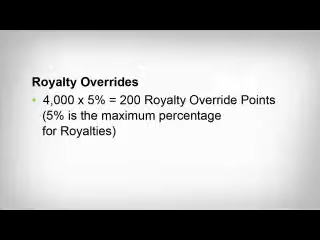 Royalty Overrides
• 4,000 x 5% = 200 Royalty Override Points
(5% is the maximum percentage
for Royalties)